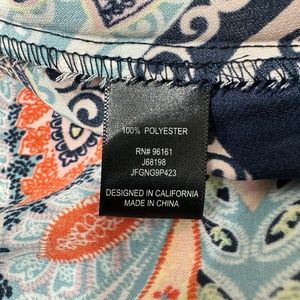 100% POLYESTER
RN# 96161
J68198
JFGNG9P423
DESIGNED IN CALIFORNIA
MADE IN CHINA